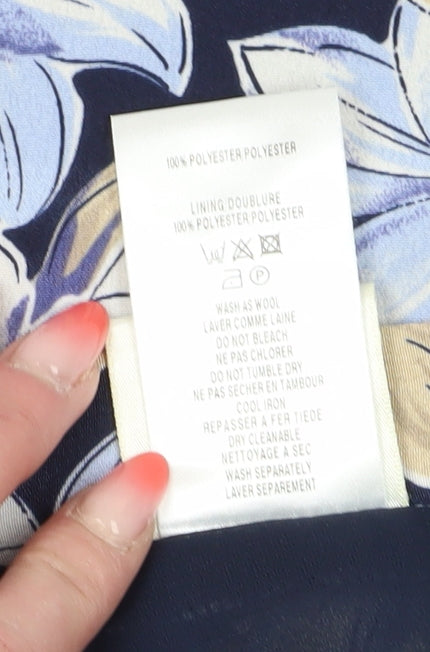 100% POLYESTER/POLYESTER
LINING/DOUBLURE
100% POLYESTER/POLYESTER
P
WASH AS WOOL
LAVER COMME LAINE
DO NOT BLEACH
NE PAS CHLORER
DO NOT TUMBLE DRY
NE PAS SECHER EN TAMBOUR
COOL IRON
REPASSER A FER TIEDE
DRY CLEANABLE
NETTOYAGE A SEC
WASH SEPARATELY
LAVER SEPAREMENT